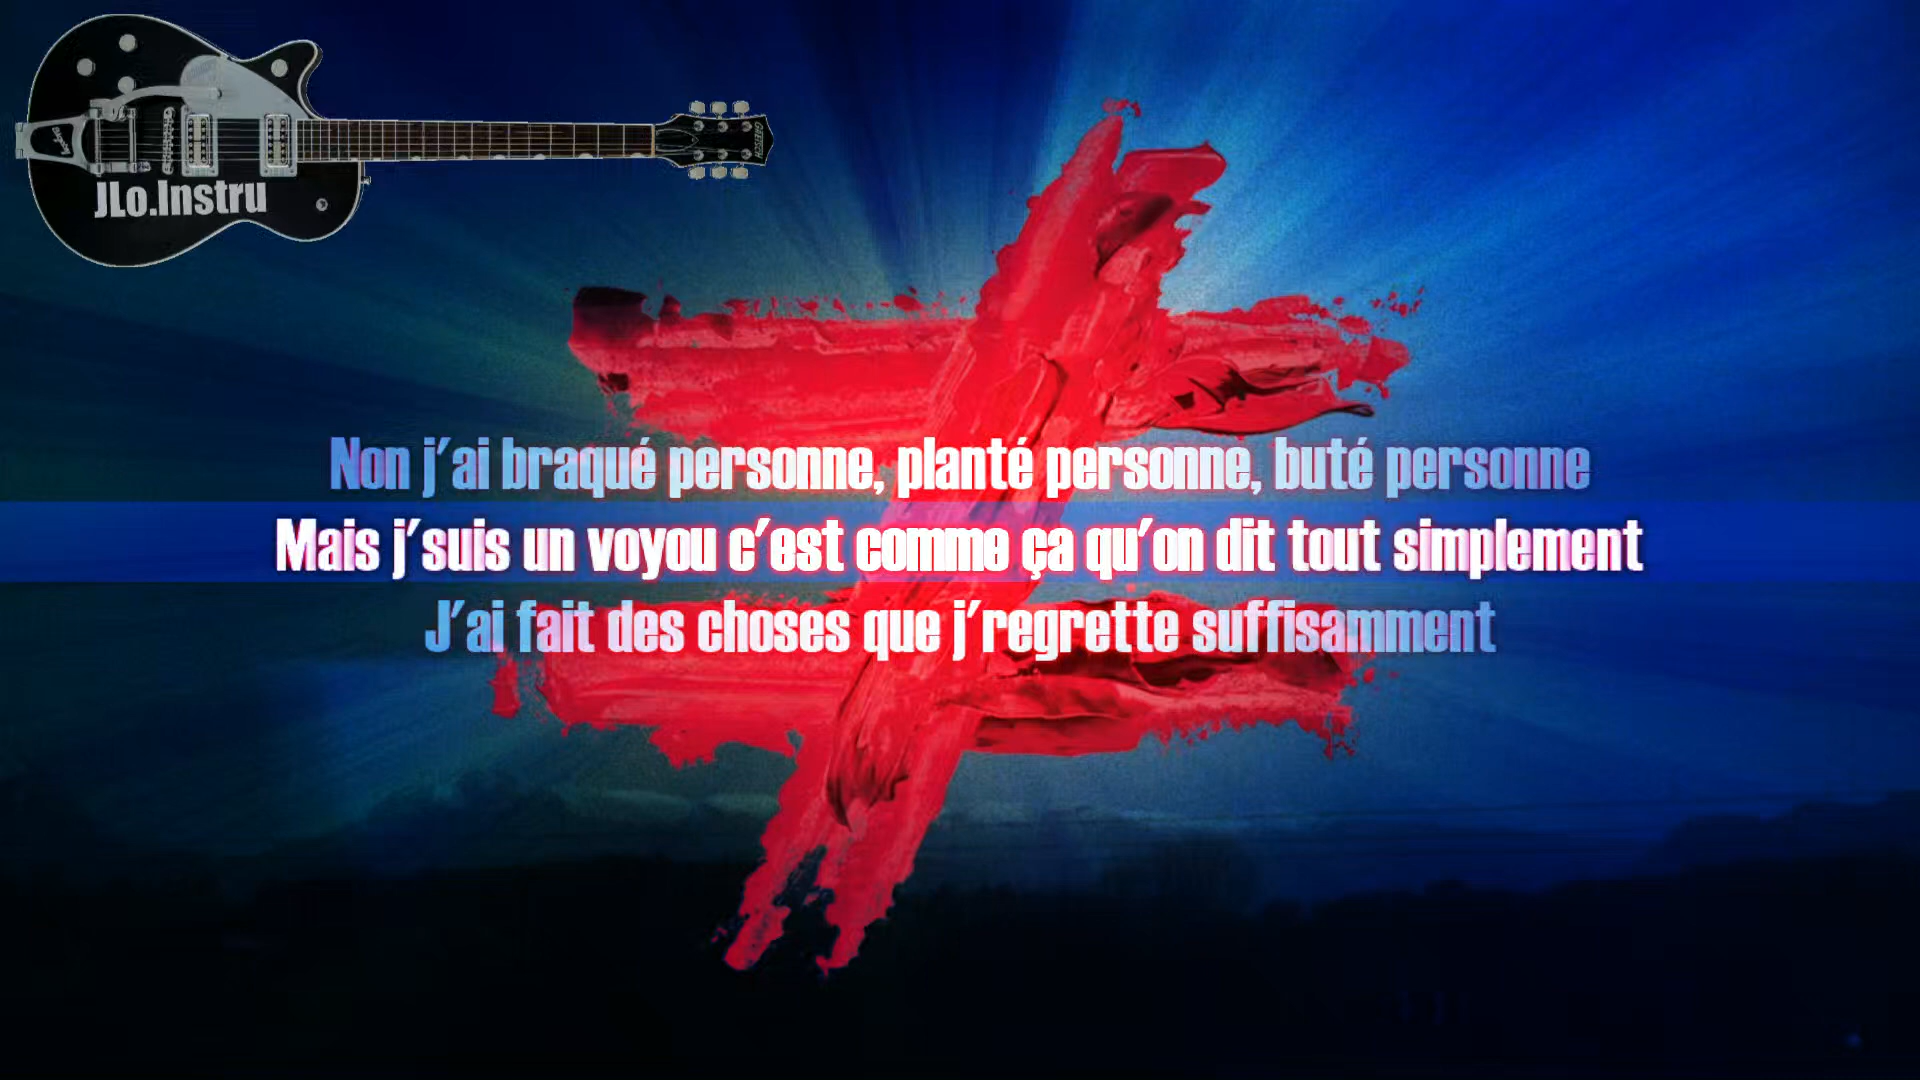 GRETSCH
JLo.Instru
Non j'ai braqué personne, planté personne, buté personne
Mais j'suis un voyou c'est comme ça qu'on dit tout simplement
J'ai fait des choses que j'regrette suffisamment